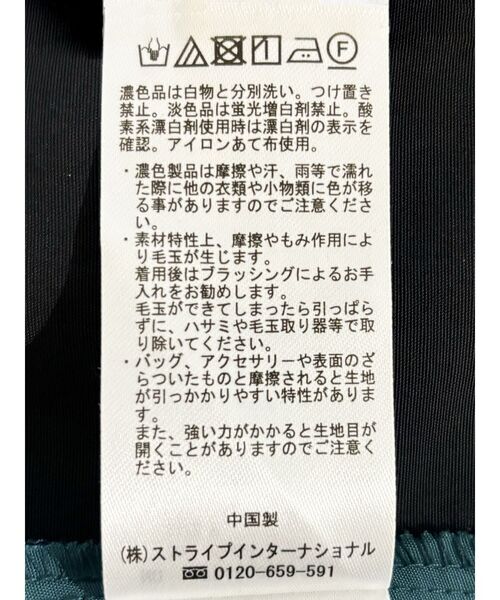 濃色品は白物と分別洗い。つけ置き
禁止。淡色品は蛍光増白剤禁止。酸
素系漂白剤使用時は漂白剤の表示を
確認。アイロンあて布使用。
・濃色製品は摩擦や汗、雨等で濡れ
た際に他の衣類や小物類に色が移
る事がありますのでご注意くださ
い。
・素材特性上、摩擦やもみ作用によ
り毛玉が生じます。
着用後はブラッシングによるお手
入れをお勧めします。
毛玉ができてしまったら引っぱら
ずに、ハサミや毛玉取り器等で取
り除いてください。
・バッグ、アクセサリーや表面のざ
らついたものと摩擦されると生地
が引っかかりやすい特性がありま
す。
また、強い力がかかると生地目が
開くことがありますのでご注意く
ださい。
中国製
(株)ストライプインターナショナル
0120-659-591